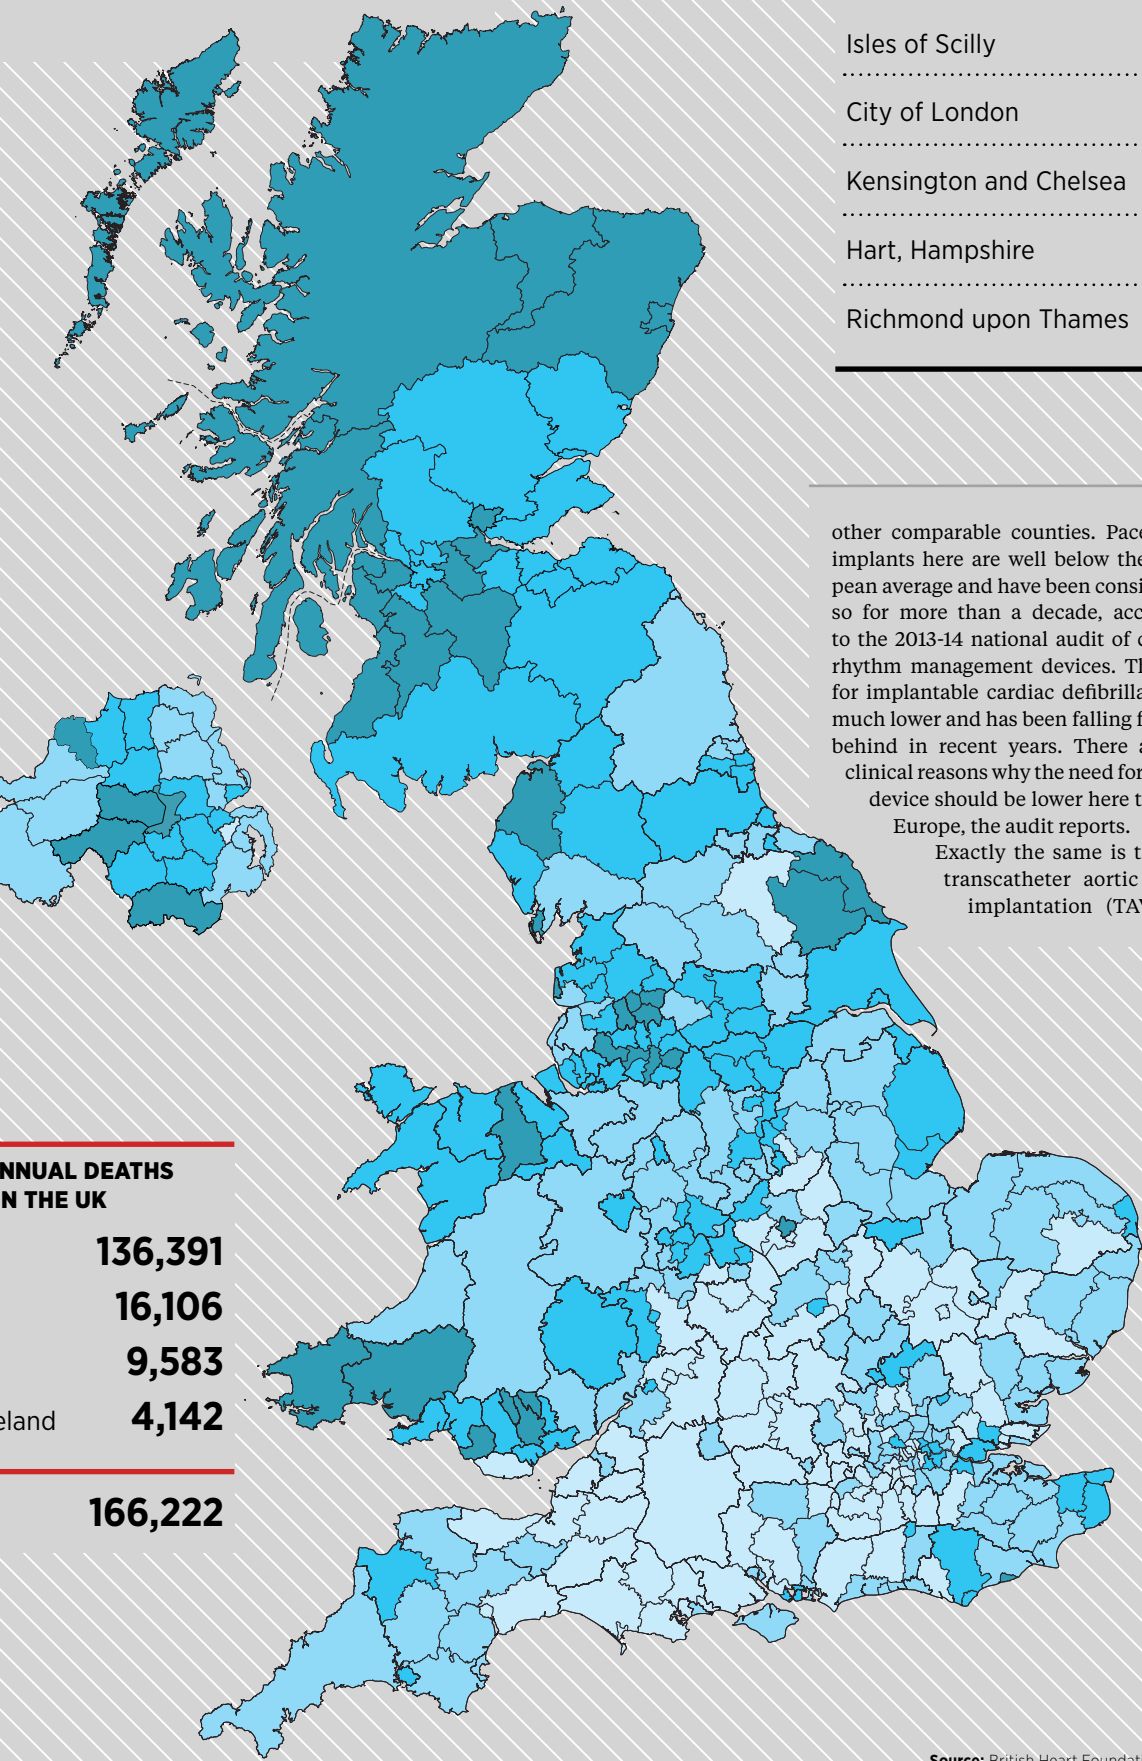 Isles of Scilly
City of London
Kensington and Chelsea
Hart, Hampshire
Richmond upon Thames
other comparable counties. Pace
implants here are well below the
pean average and have been consi
so for more than a decade, acc
to the 2013-14 national audit of c
rhythm management devices. Th
for implantable cardiac defibrilla
much lower and has been falling f
behind in recent years. There a
clinical reasons why the need for
device should be lower here t
Europe, the audit reports.
Exactly the same is t
transcatheter aortic
implantation (TAV
NNUAL DEATHS
N THE UK
136,391
16,106
9,583
eland 4,142
166,222
Source: British Heart Foundat